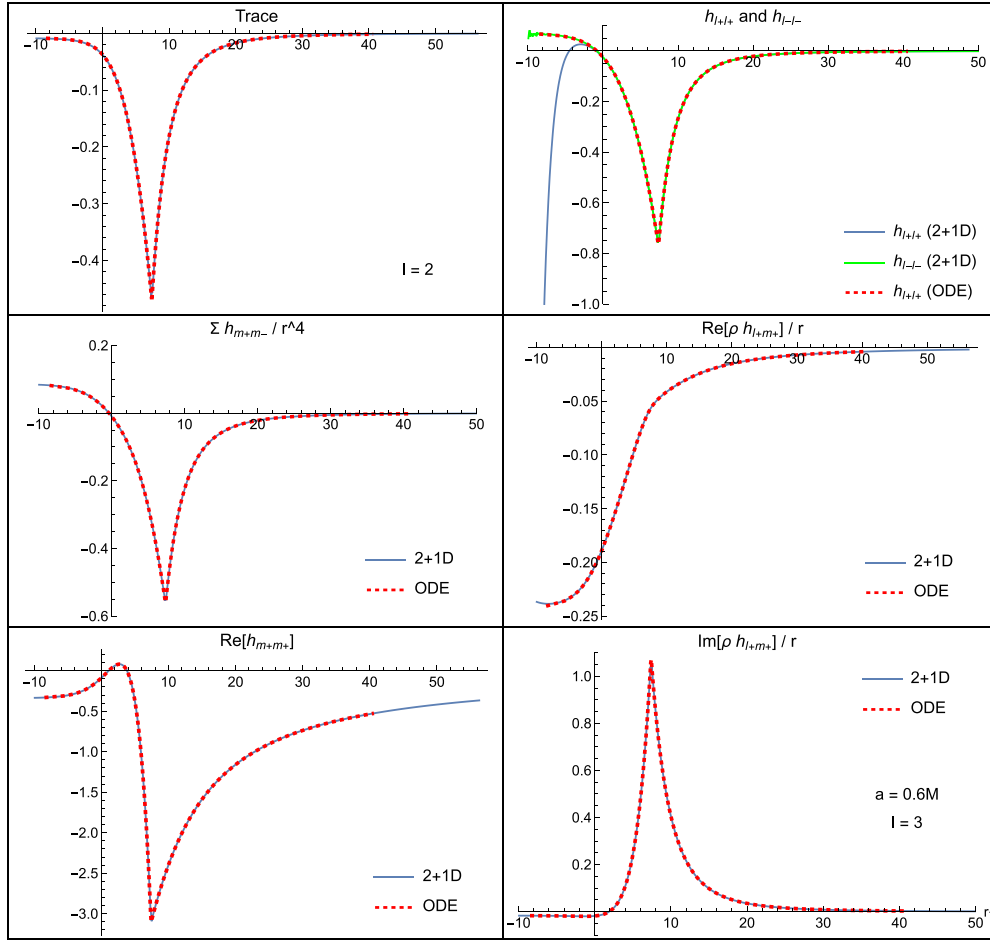 Trace
−10 10 20 30 40 50
−0.1
−0.2
−0.3
−0.4
l = 2
h_{l+l+} and h_{l−l−}
−10 10 20 30 40 50
−0.2
−0.4
−0.6
−0.8
−1.0
h_{l+l+} (2+1D)
h_{l−l−} (2+1D)
h_{l+l+} (ODE)
Σ h_{m+m−} / r^4
0.2
−10 10 20 30 40 50
−0.2
−0.4
−0.6
2+1D
ODE
Re[ρ h_{l+m+}] / r
−10 10 20 30 40 50
−0.05
−0.10
−0.15
−0.20
−0.25
2+1D
ODE
Re[h_{m+m+}]
−10 10 20 30 40 50
−0.5
−1.0
−1.5
−2.0
−2.5
−3.0
2+1D
ODE
Im[ρ h_{l+m+}] / r
1.0
0.8
0.6
0.4
0.2
−10 10 20 30 40 50
2+1D
ODE
a = 0.6M
l = 3